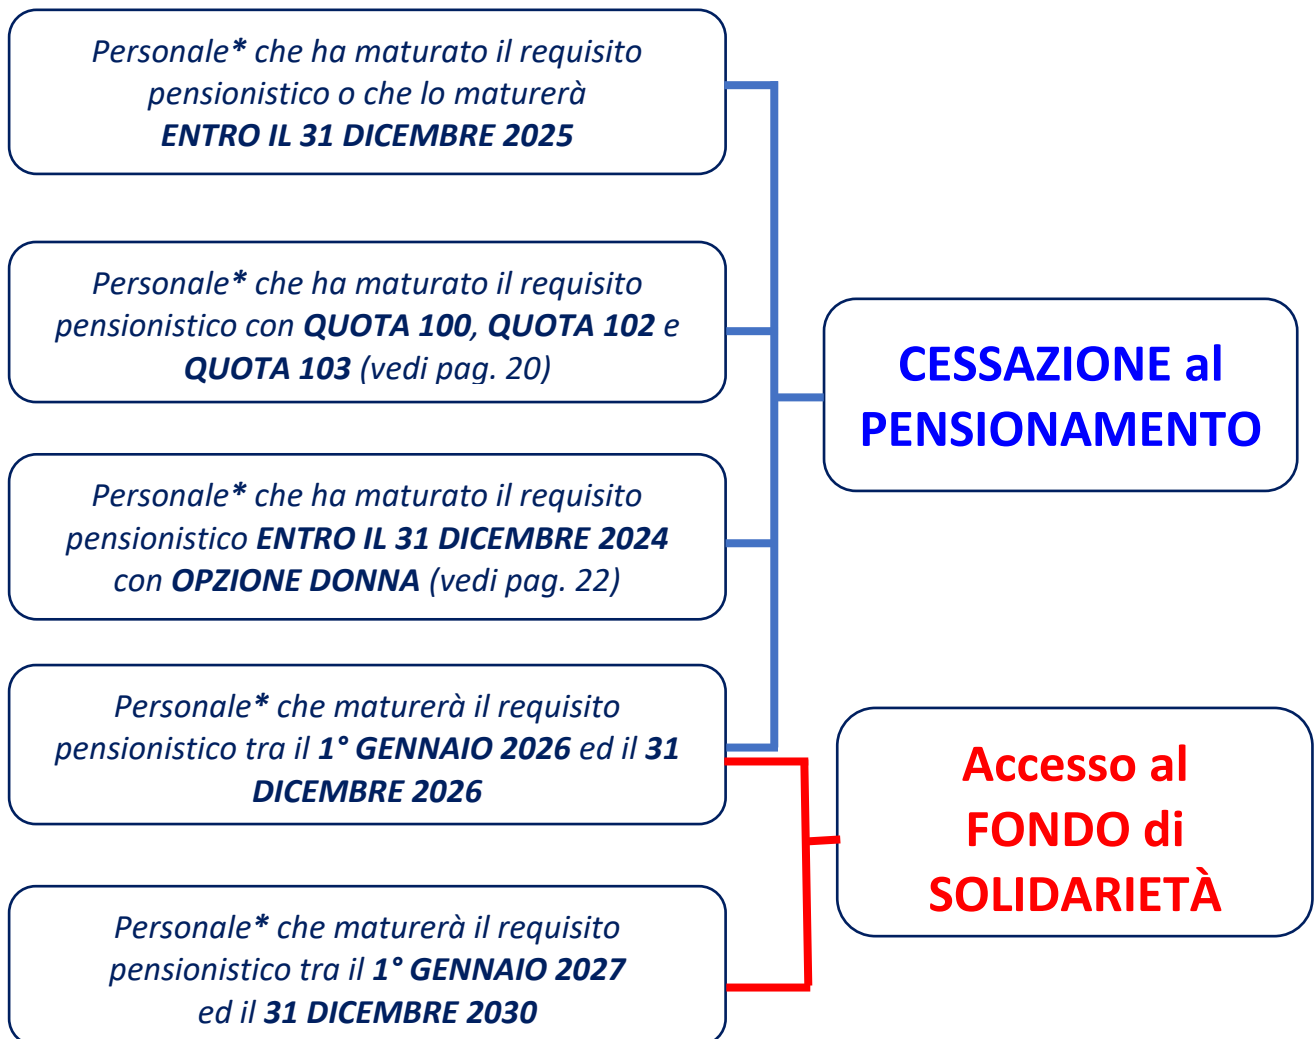 Personale* che ha maturato il requisito
pensionistico o che lo maturerà
ENTRO IL 31 DICEMBRE 2025
Personale* che ha maturato il requisito
pensionistico con QUOTA 100, QUOTA 102 e
QUOTA 103 (vedi pag. 20)
Personale* che ha maturato il requisito
pensionistico ENTRO IL 31 DICEMBRE 2024
con OPZIONE DONNA (vedi pag. 22)
Personale* che maturerà il requisito
pensionistico tra il 1° GENNAIO 2026 ed il 31
DICEMBRE 2026
Personale* che maturerà il requisito
pensionistico tra il 1° GENNAIO 2027
ed il 31 DICEMBRE 2030
CESSAZIONE al
PENSIONAMENTO
Accesso al
FONDO di
SOLIDARIETÀ